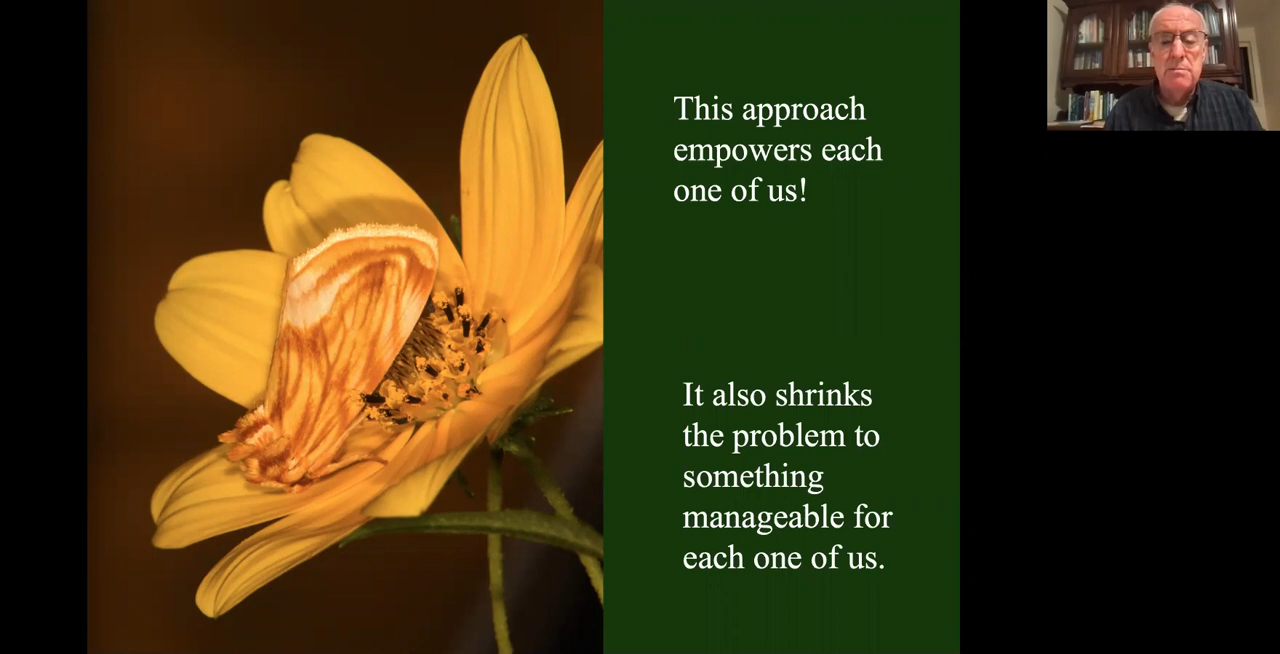 This approach
empowers each
one of us!
It also shrinks
the problem to
something
manageable for
each one of us.